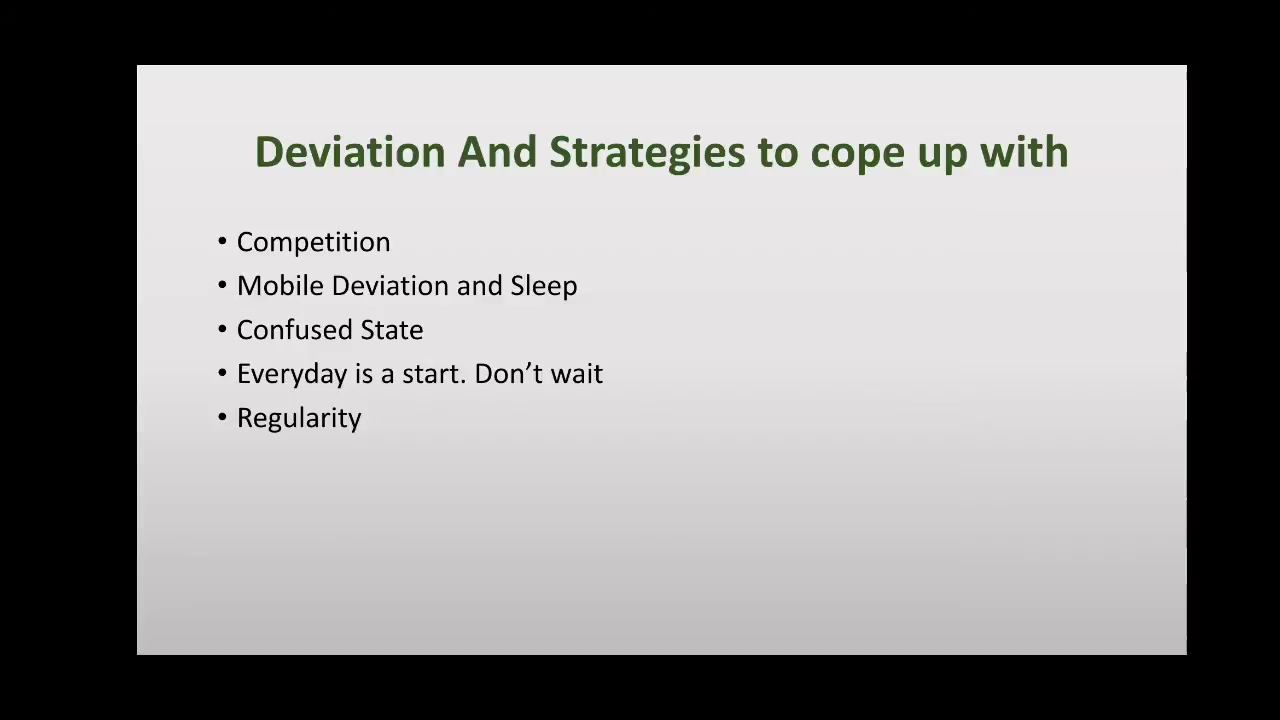 Deviation And Strategies to cope up with
• Competition
• Mobile Deviation and Sleep
• Confused State
• Everyday is a start. Don’t wait
• Regularity